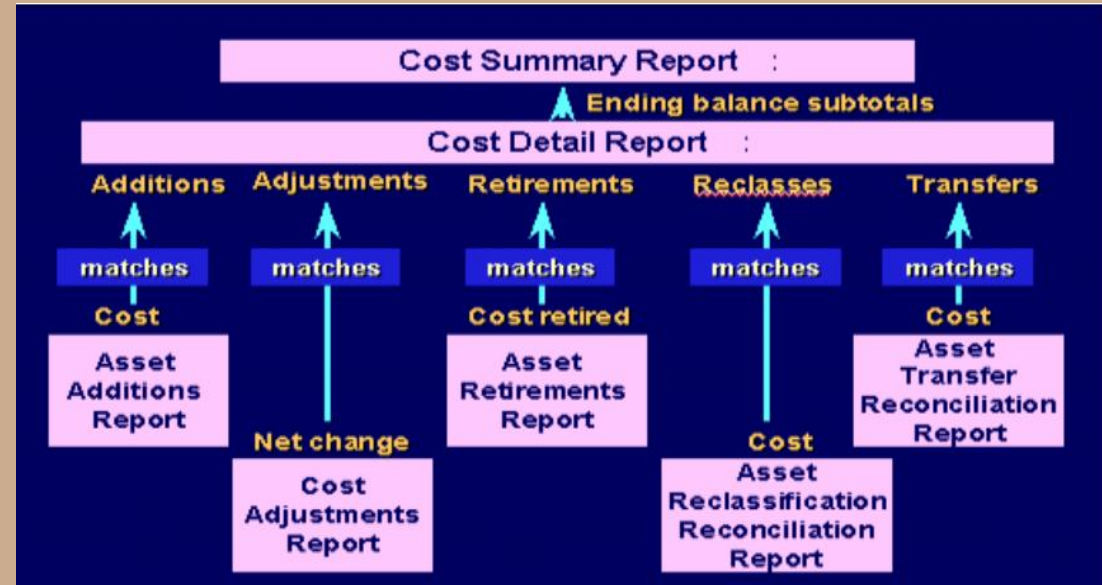 Cost Summary Report :
Ending balance subtotals
Cost Detail Report :
Additions Adjustments Retirements Reclasses Transfers
matches matches matches matches matches
Cost
Asset
Additions
Report
Net change
Cost
Adjustments
Report
Cost retired
Asset
Retirements
Report
Cost
Asset
Reclassification
Reconciliation
Report
Cost
Asset
Transfer
Reconciliation
Report